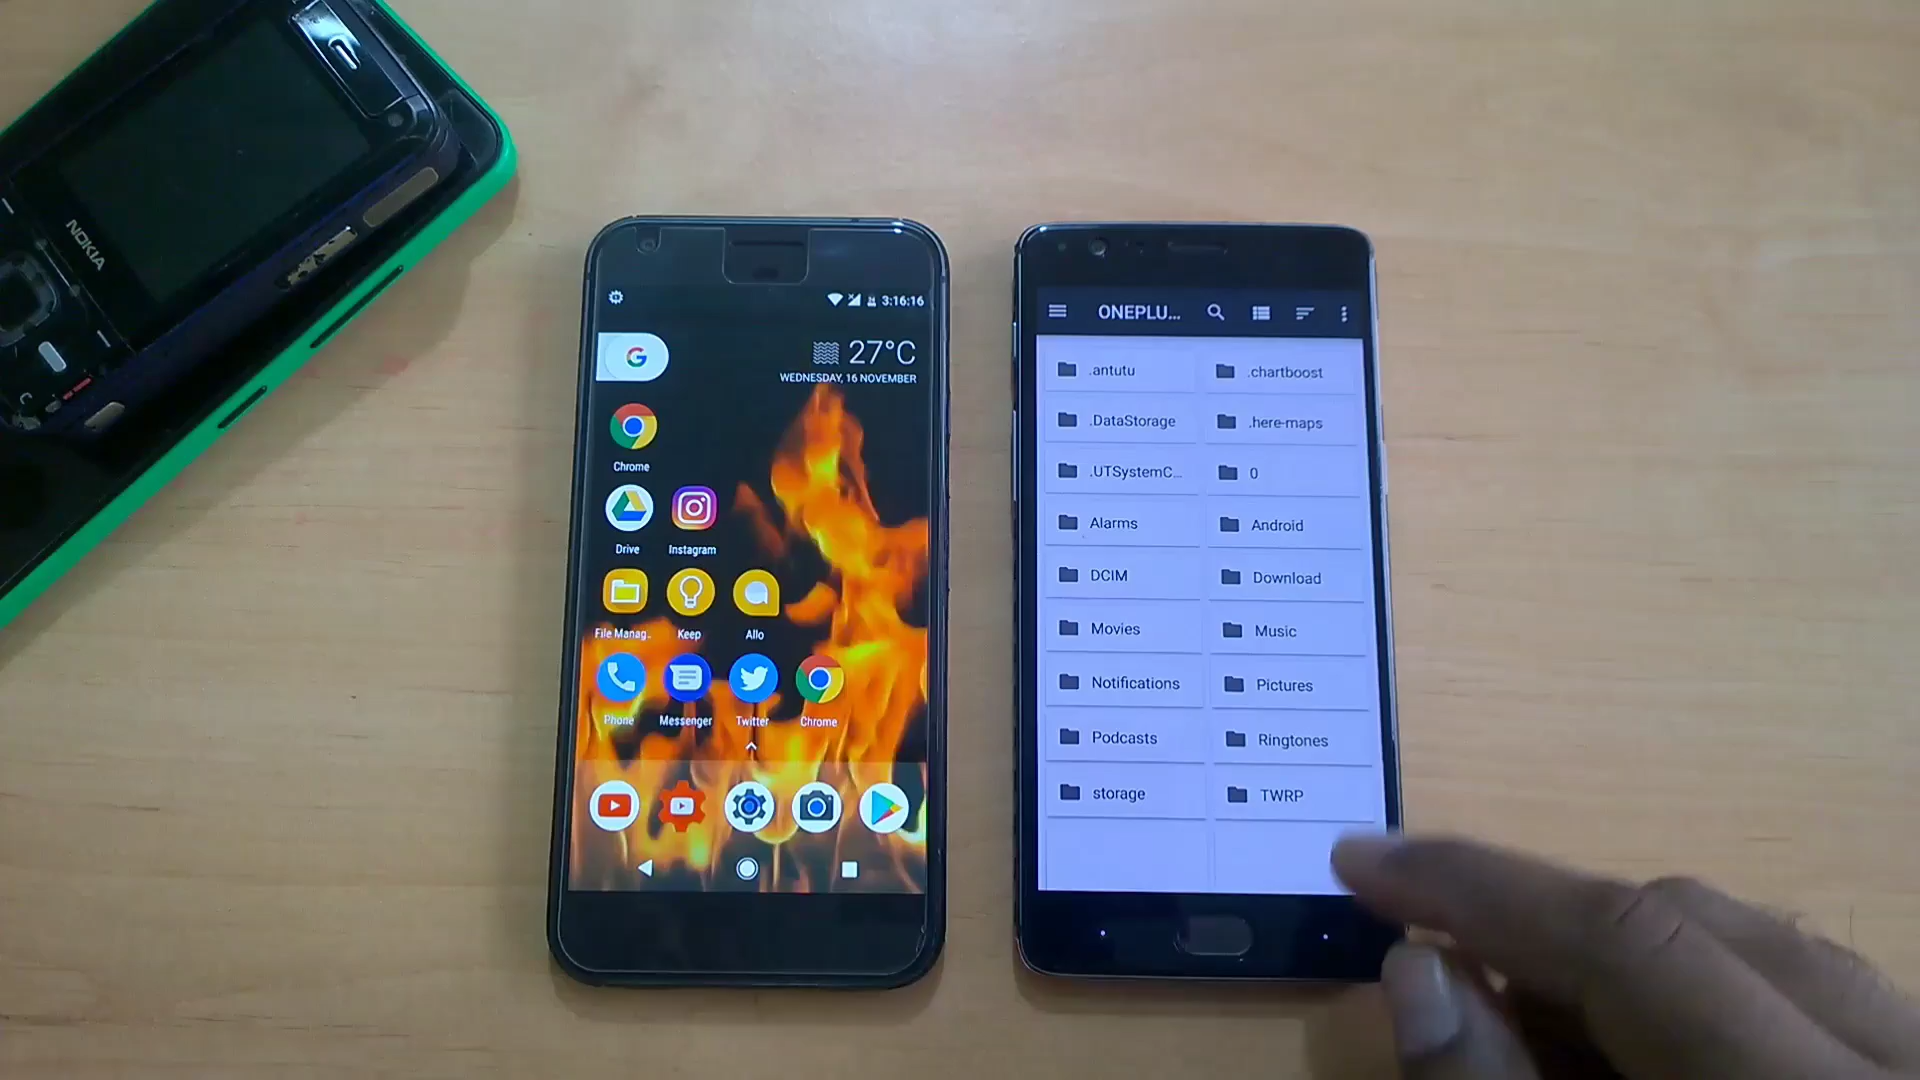 NOKIA
3:16:16
G
27°C
WEDNESDAY, 16 NOVEMBER
Chrome
Drive
Instagram
File Manag..
Keep
Allo
Phone
Messenger
Twitter
Chrome
ONEPLU...
.antutu
.chartboost
.DataStorage
.here-maps
.UTSystemC...
0
Alarms
Android
DCIM
Download
Movies
Music
Notifications
Pictures
Podcasts
Ringtones
storage
TWRP